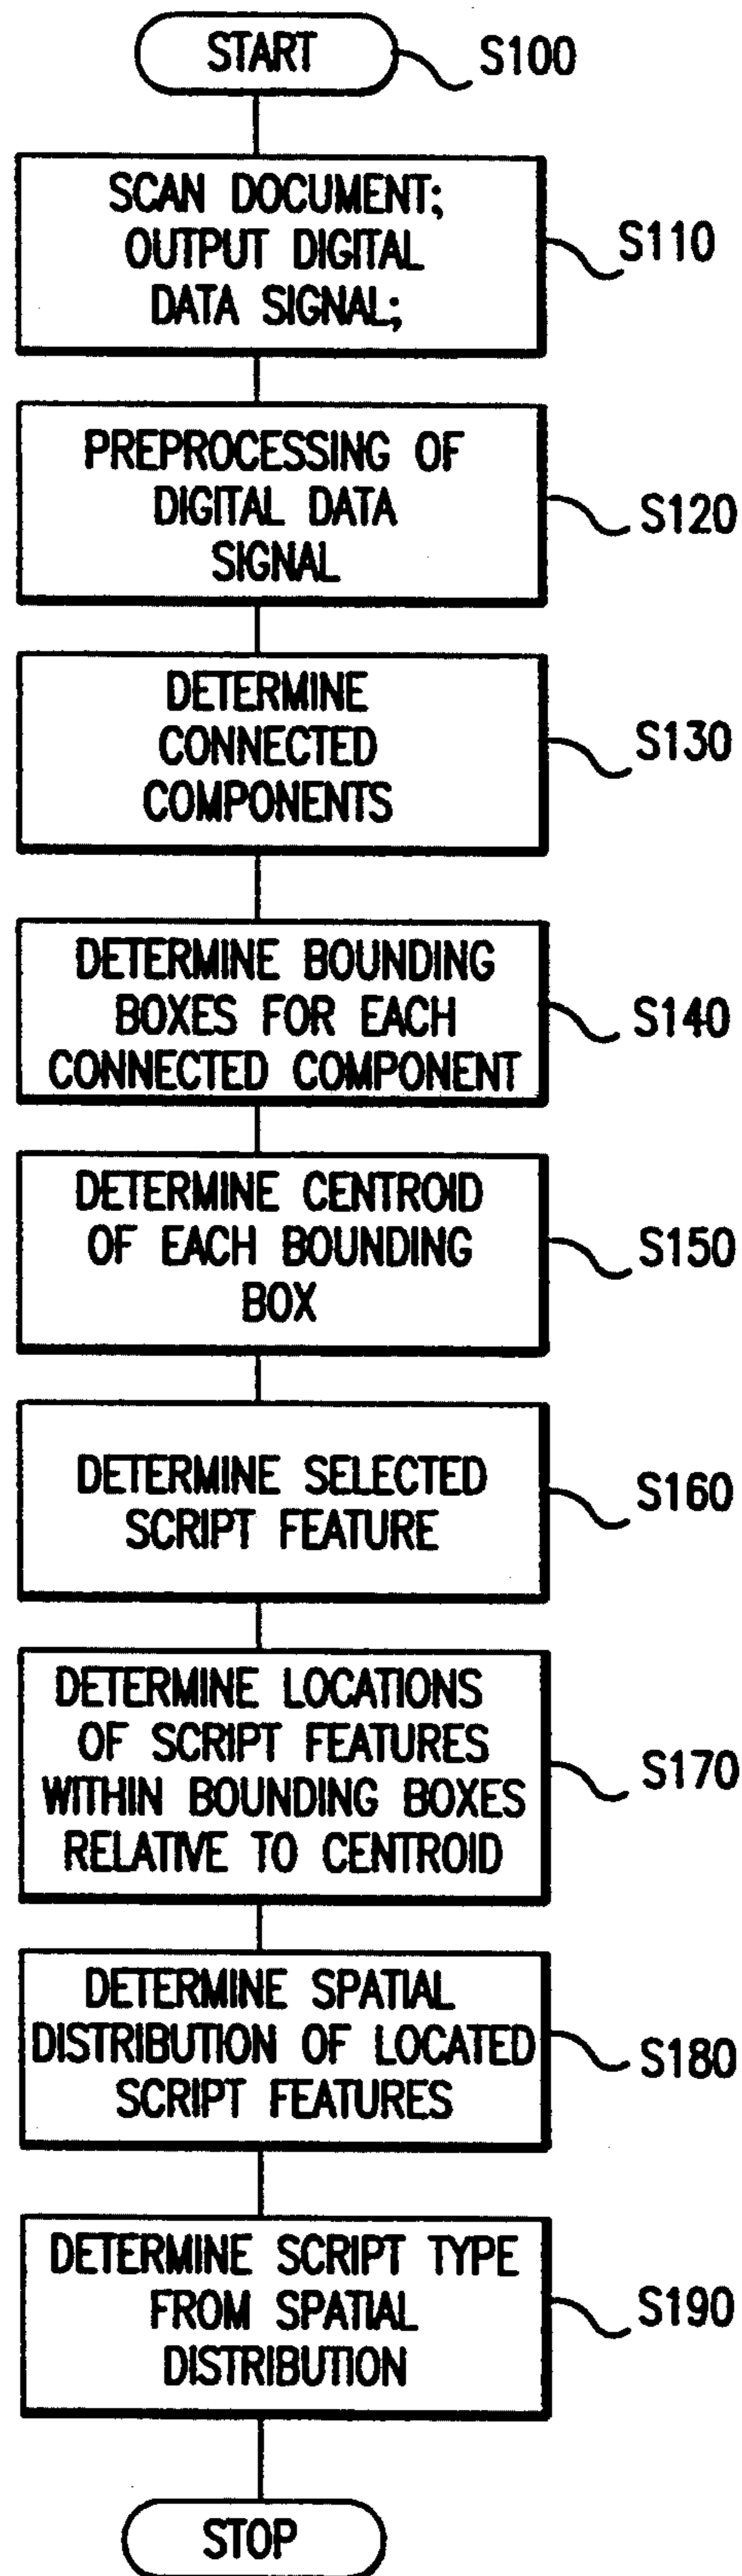 START
S100
SCAN DOCUMENT;
OUTPUT DIGITAL
DATA SIGNAL;
S110
PREPROCESSING OF
DIGITAL DATA
SIGNAL
S120
DETERMINE
CONNECTED
COMPONENTS
S130
DETERMINE BOUNDING
BOXES FOR EACH
CONNECTED COMPONENT
S140
DETERMINE CENTROID
OF EACH BOUNDING
BOX
S150
DETERMINE SELECTED
SCRIPT FEATURE
S160
DETERMINE LOCATIONS
OF SCRIPT FEATURES
WITHIN BOUNDING BOXES
RELATIVE TO CENTROID
S170
DETERMINE SPATIAL
DISTRIBUTION OF LOCATED
SCRIPT FEATURES
S180
DETERMINE SCRIPT TYPE
FROM SPATIAL
DISTRIBUTION
S190
STOP